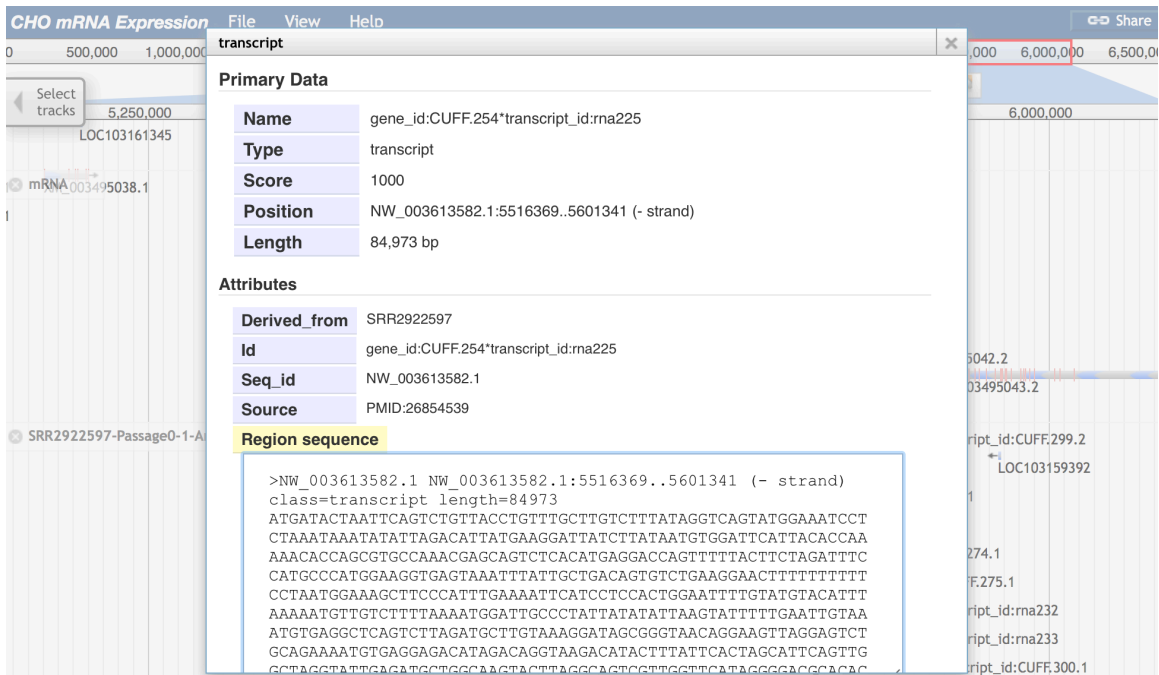 CHO mRNA Expression File View Help Share
0 500,000 1,000,000 6,000,000 6,500,0
transcript
Select
tracks
5,250,000 6,000,000
LOC103161345
mRNA
003495038.1
Primary Data
Name gene_id:CUFF.254*transcript_id:rna225
Type transcript
Score 1000
Position NW_003613582.1:5516369..5601341 (- strand)
Length 84,973 bp
Attributes
Derived_from SRR2922597
Id gene_id:CUFF.254*transcript_id:rna225
Seq_id NW_003613582.1
Source PMID:26854539
Region sequence
>NW_003613582.1 NW_003613582.1:5516369..5601341 (- strand)
class=transcript length=84973
ATGATACTAATTCAGTCTGTTACCTGTTTGCTTGTCTTTATAGGTCAGTATGGAAATCCT
CTAAATAAATATATTAGACATTATGAAGGATTATCTTATAATGTGGATTCATTACACCAA
AAACACCAGCGTGCCAAACGAGCAGTCTCACATGAGGACCAGTTTTTACTTCTAGATTTC
CATGCCCATGGAAGGTGAGTAAATTTATTGCTGACAGTGTCTGAAGGAACTTTTTTTTTT
CCTAATGGAAAGCTTCCCATTTGAAAATTCATCCTCCACTGGAATTTTGTATGTACATTT
AAAAATGTTGTCTTTTAAAATGGATTGCCCTATTATATATTAAGTATTTTTGAATTGTAA
ATGTGAGGCTCAGTCTTAGATGCTTGTAAAGGATAGCGGGTAACAGGAAGTTAGGAGTCT
GCAGAAAATGTGAGGAGACATAGACAGGTAAGACATACTTTATTCACTAGCATTCAGTTG
GCTAGGTATTGAGATGCTGGCAAGTACTTAGGCAGTCGTTGGTTCATAGGGGACGCACAC
SRR2922597-Passage0-1-A
5042.2
03495043.2
ript_id:CUFF.299.2
LOC103159392
274.1
F.275.1
ript_id:rna232
ript_id:rna233
ript_id:CUFF.300.1